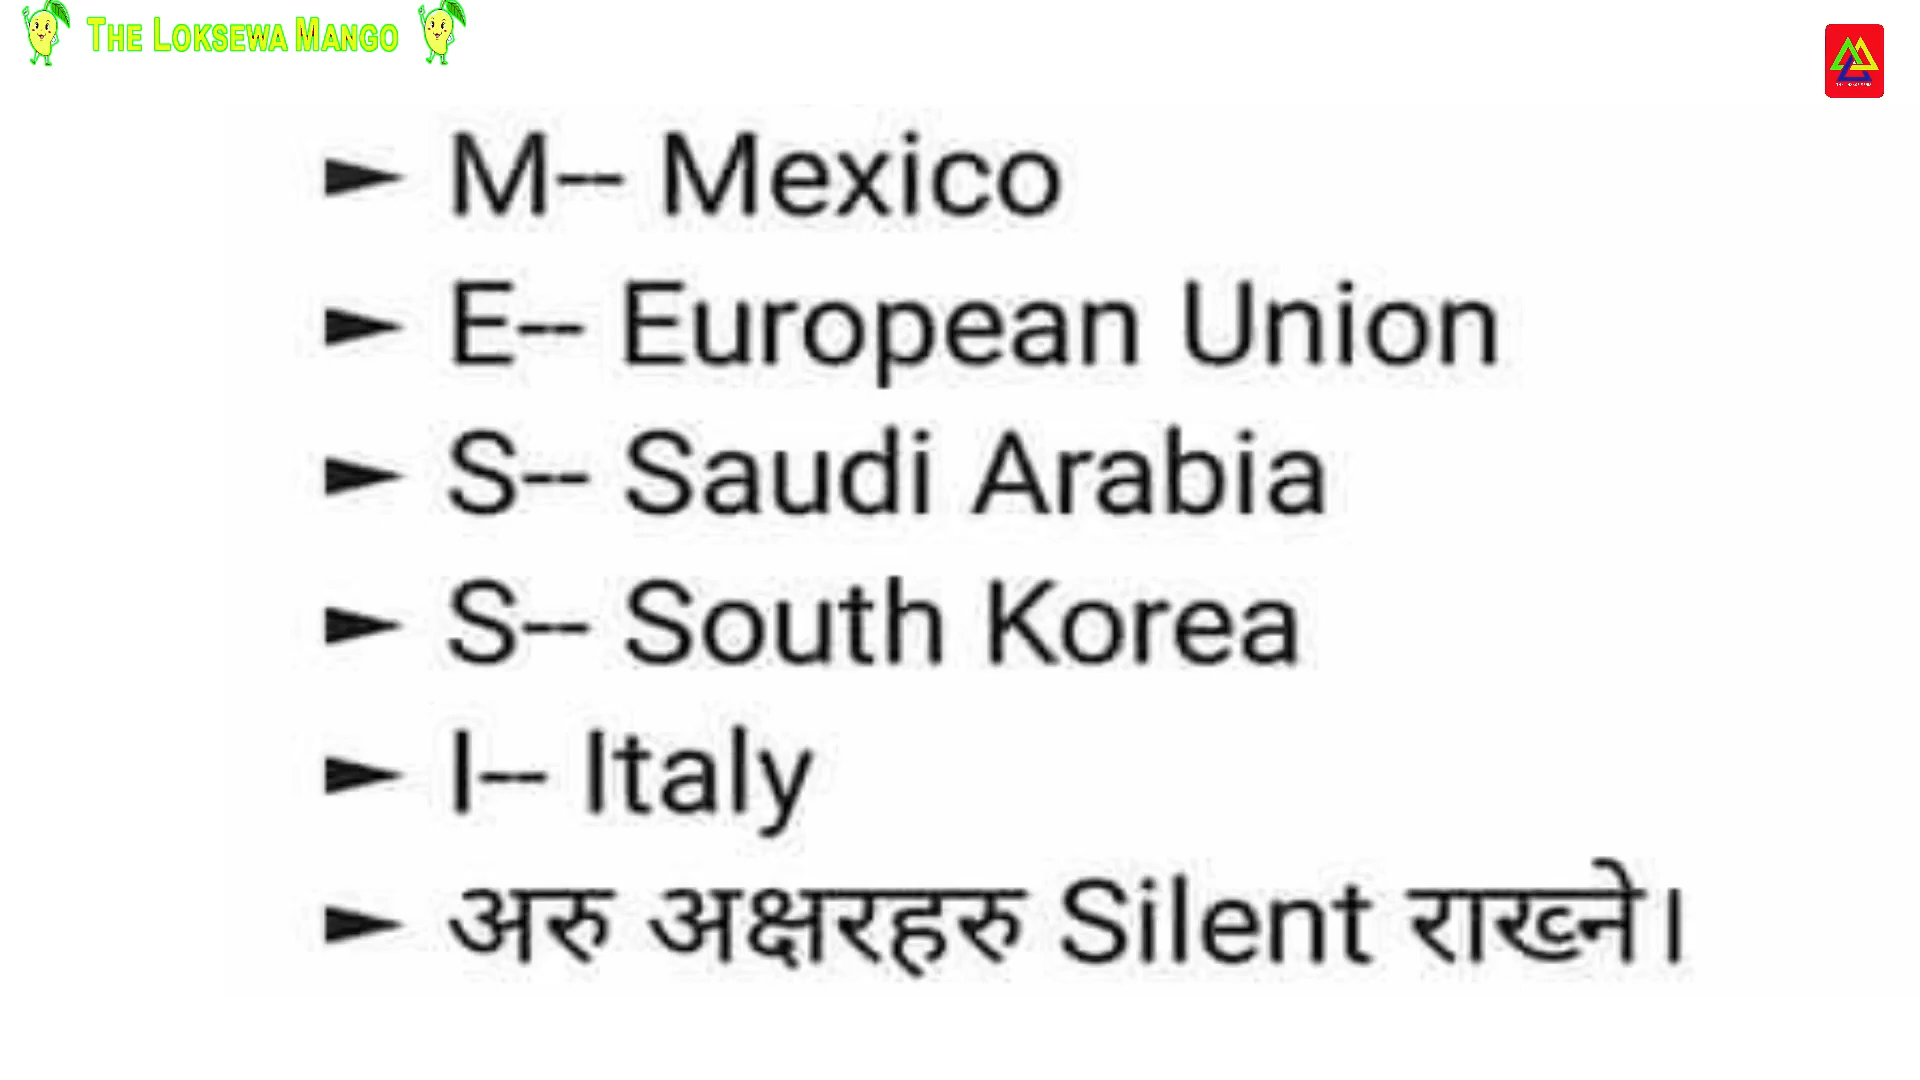 THE LOKSEWA MANGO
► M-- Mexico
► E-- European Union
► S-- Saudi Arabia
► S-- South Korea
► I-- Italy
► अरु अक्षरहरु Silent राख्ने।